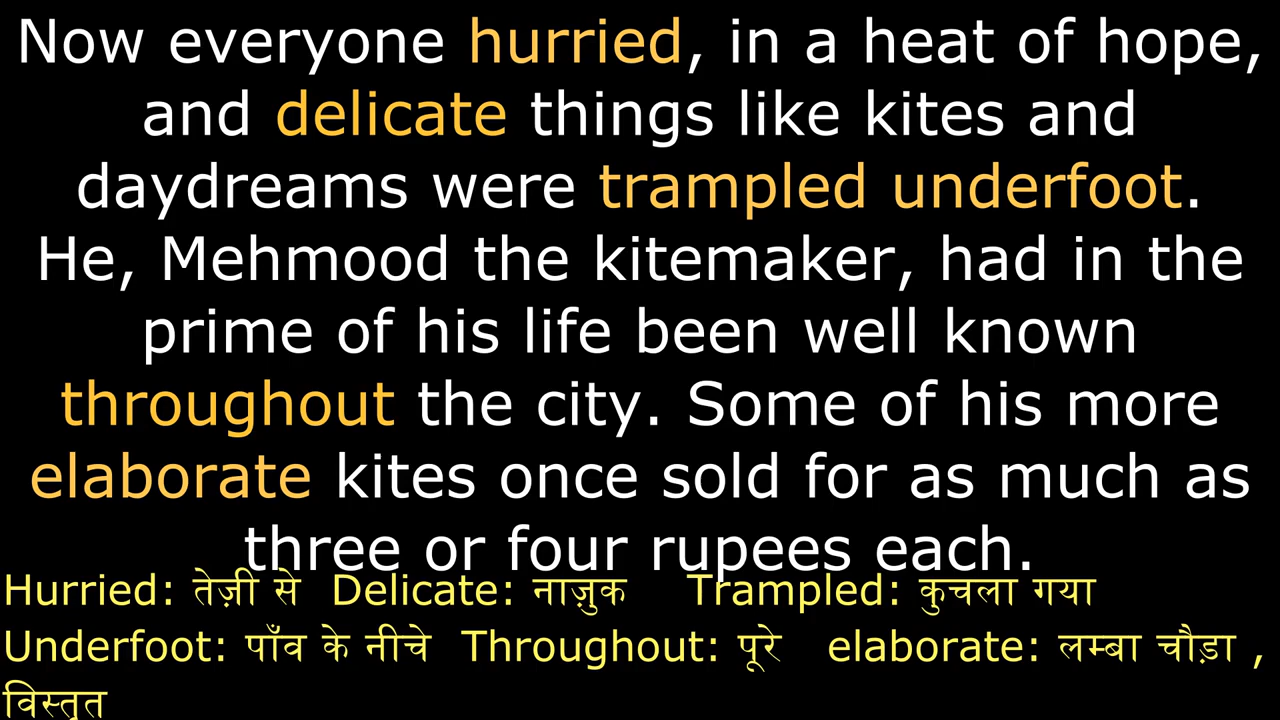 Now everyone hurried, in a heat of hope,
and delicate things like kites and
daydreams were trampled underfoot.
He, Mehmood the kitemaker, had in the
prime of his life been well known
throughout the city. Some of his more
elaborate kites once sold for as much as
three or four rupees each.
Hurried: तेज़ी से Delicate: नाज़ुक Trampled: कुचला गया
Underfoot: पाँव के नीचे Throughout: पूरे elaborate: लम्बा चौड़ा ,
विस्तृत